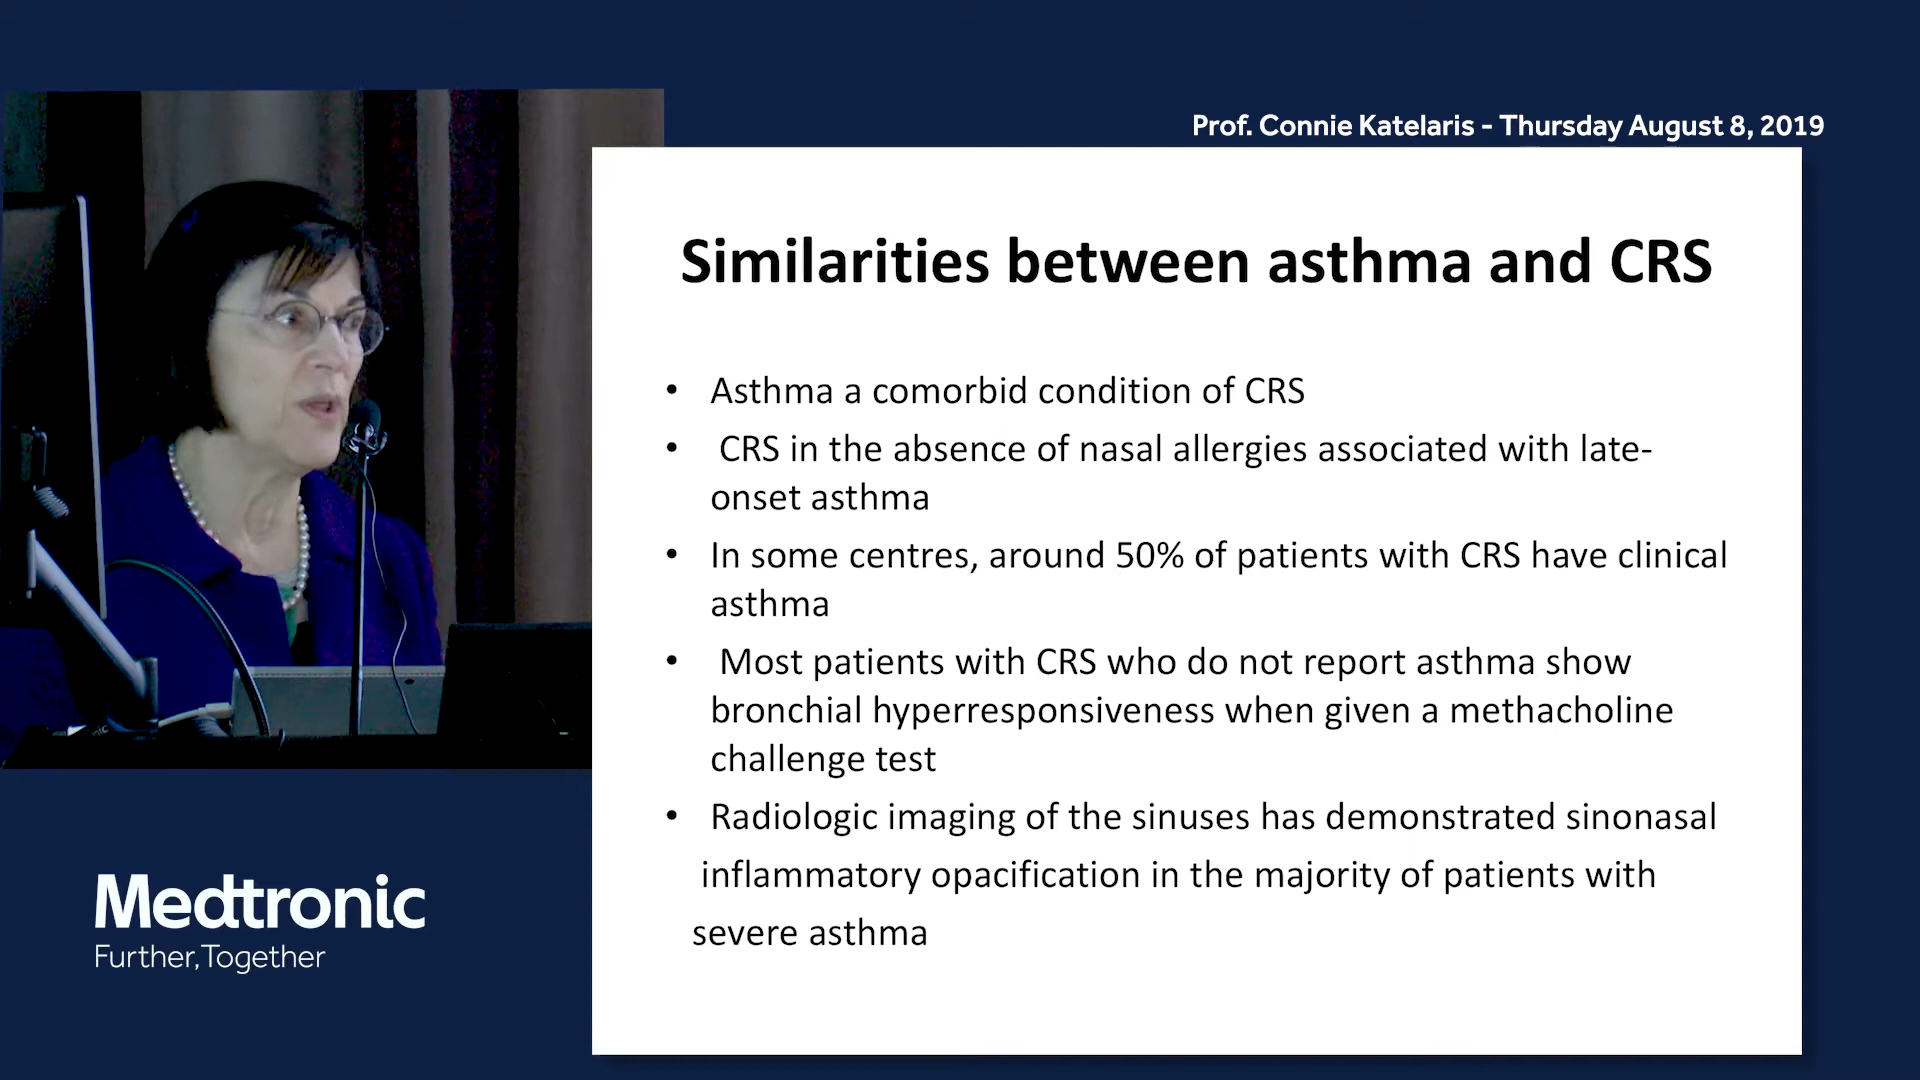 Prof. Connie Katelaris - Thursday August 8, 2019
Similarities between asthma and CRS
• Asthma a comorbid condition of CRS
• CRS in the absence of nasal allergies associated with late-
onset asthma
• In some centres, around 50% of patients with CRS have clinical
asthma
• Most patients with CRS who do not report asthma show
bronchial hyperresponsiveness when given a methacholine
challenge test
• Radiologic imaging of the sinuses has demonstrated sinonasal
inflammatory opacification in the majority of patients with
severe asthma
Medtronic
Further, Together